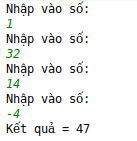 Nhập vào số:
1
Nhập vào số:
32
Nhập vào số:
14
Nhập vào số:
-4
Kết quả = 47